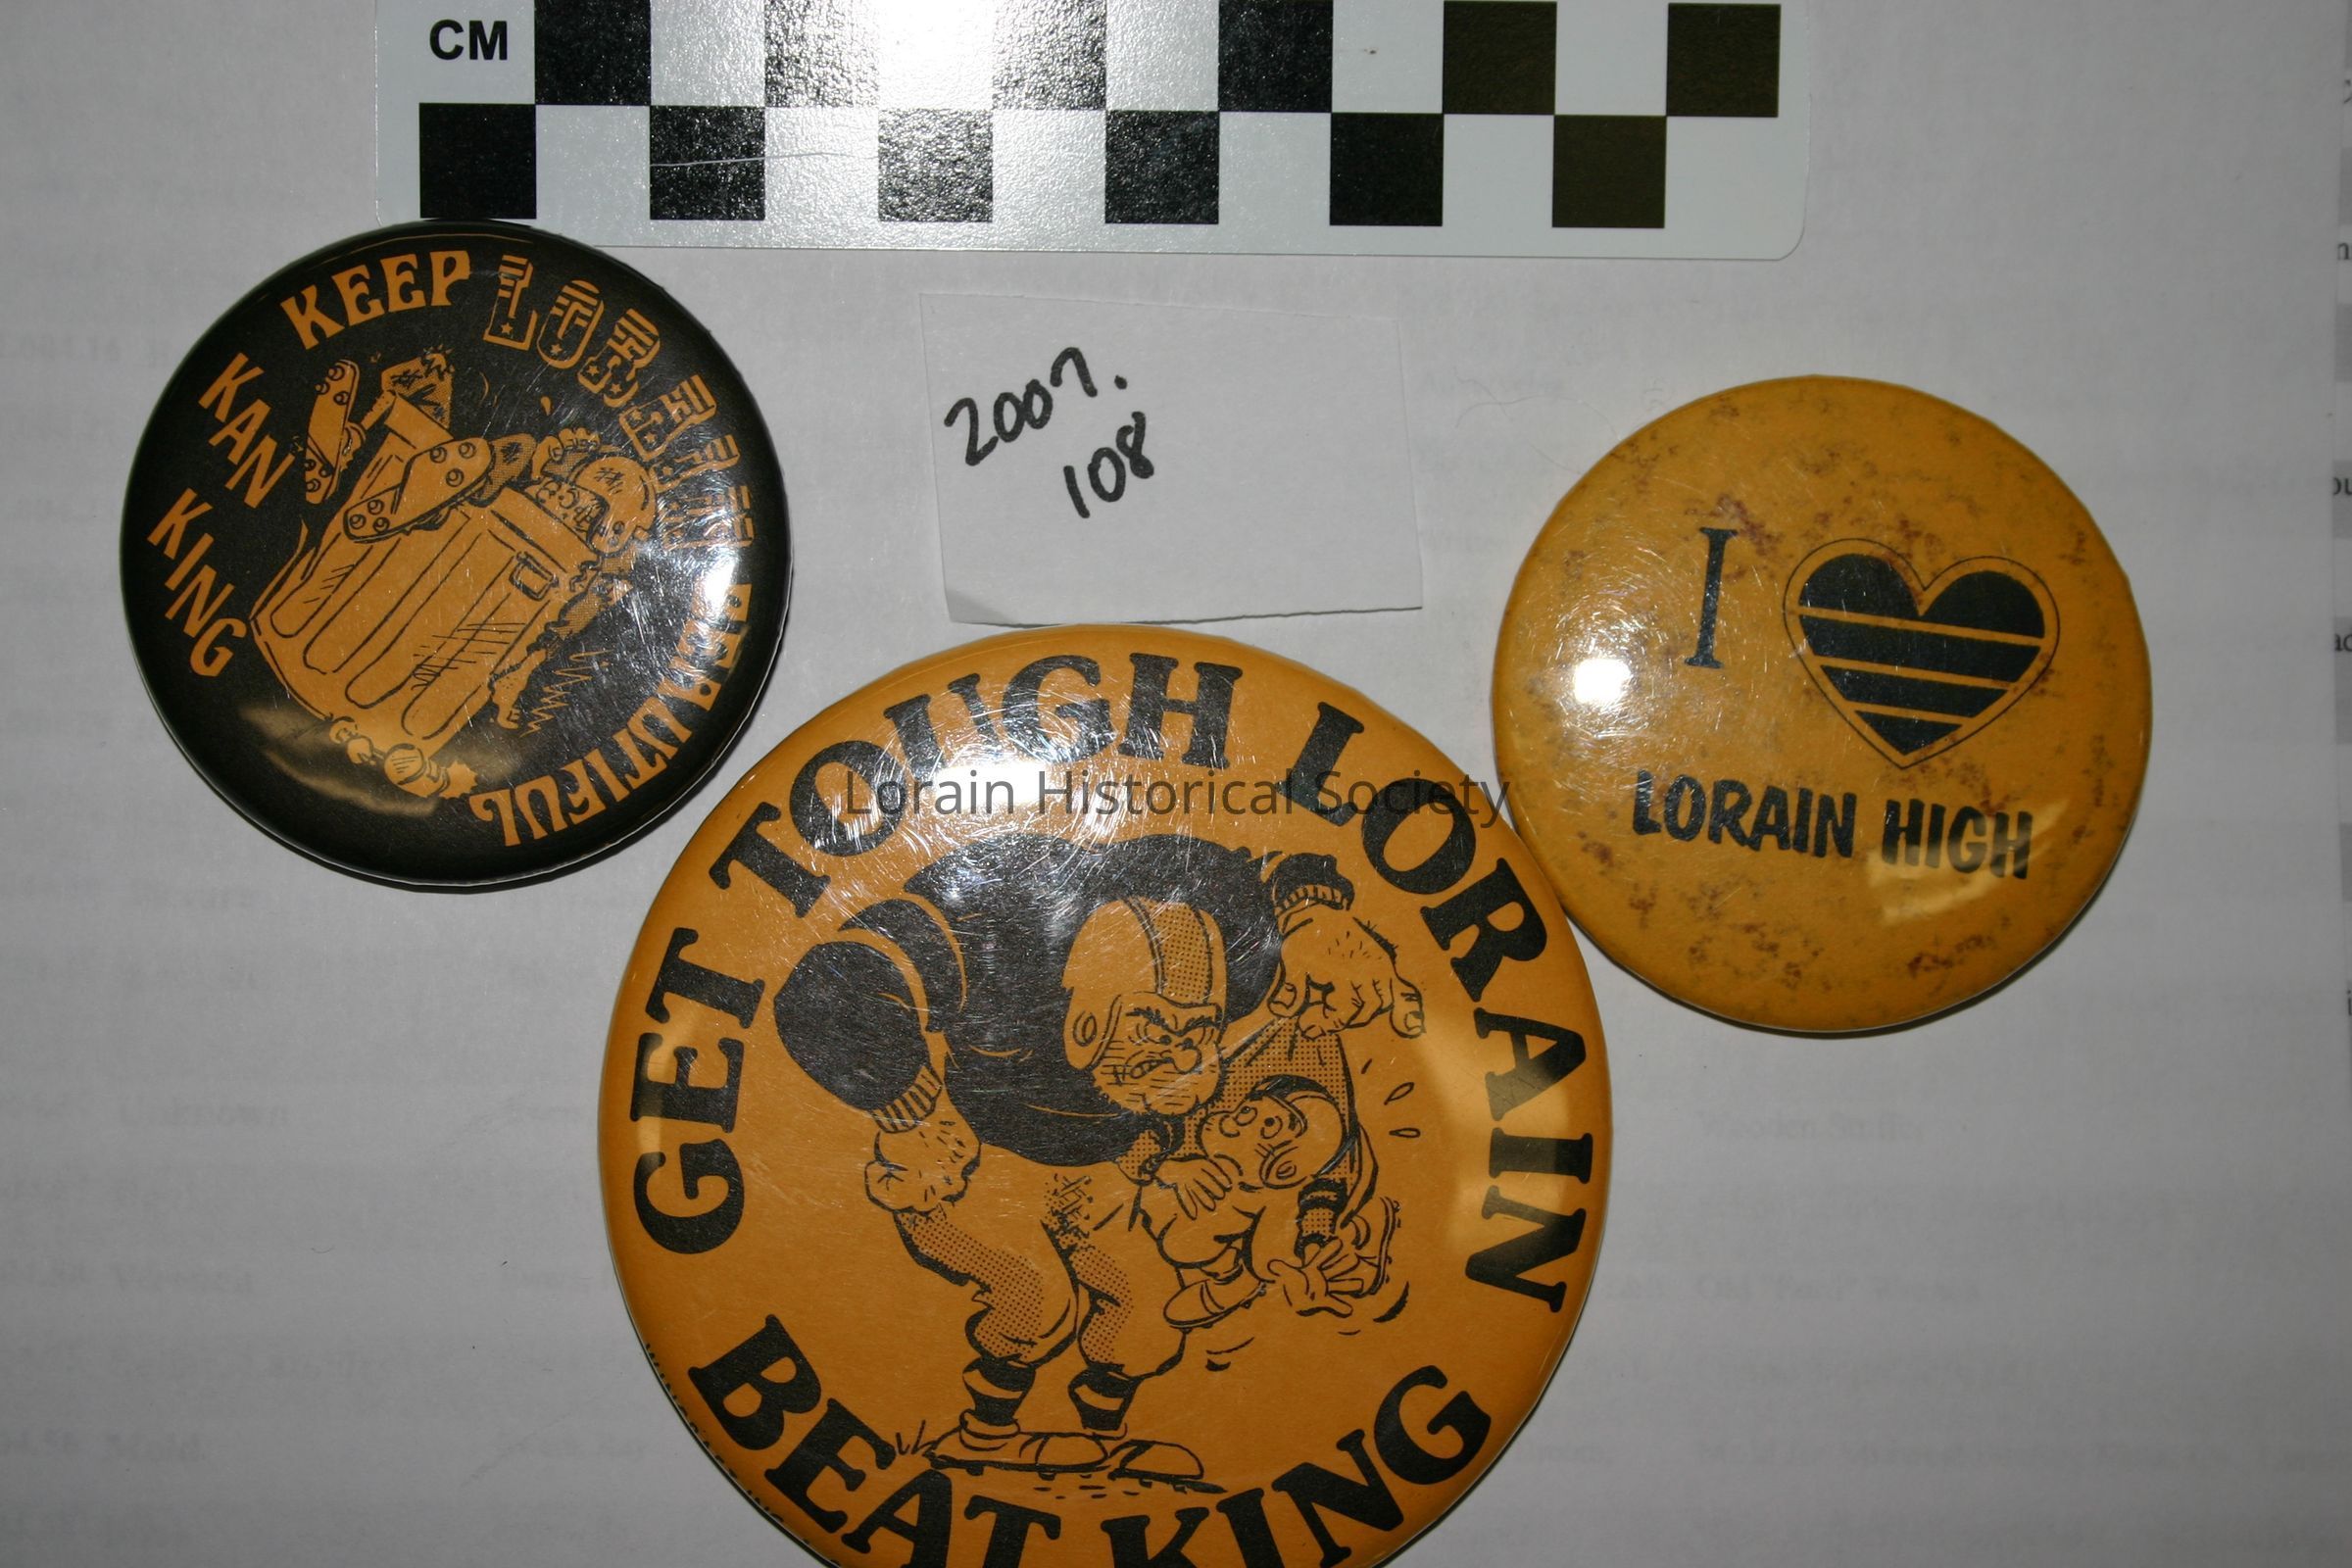 CM
KEEP LORAIN BEAUTIFUL
KAN
KING
2007.
108
I
LORAIN HIGH
GET TOUGH LORAIN
BEAT KING
Lorain Historical Society